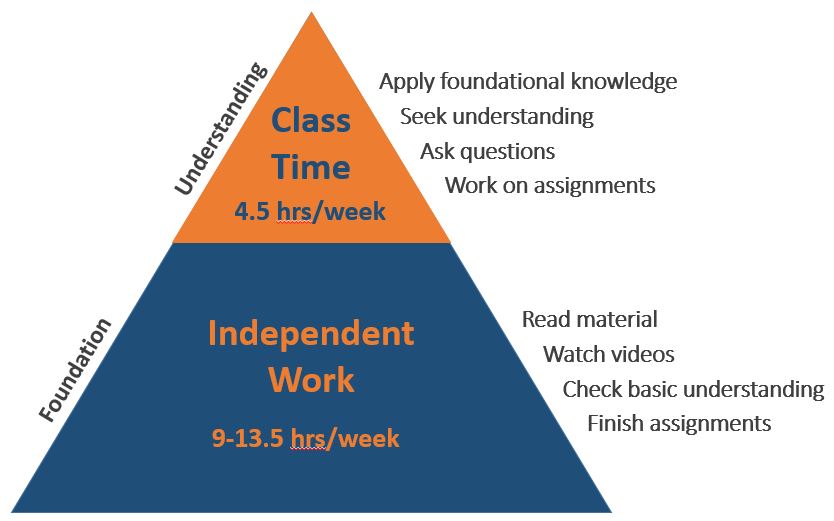 Understanding
Class
Time
4.5 hrs/week
Apply foundational knowledge
Seek understanding
Ask questions
Work on assignments
Foundation
Independent
Work
9-13.5 hrs/week
Read material
Watch videos
Check basic understanding
Finish assignments